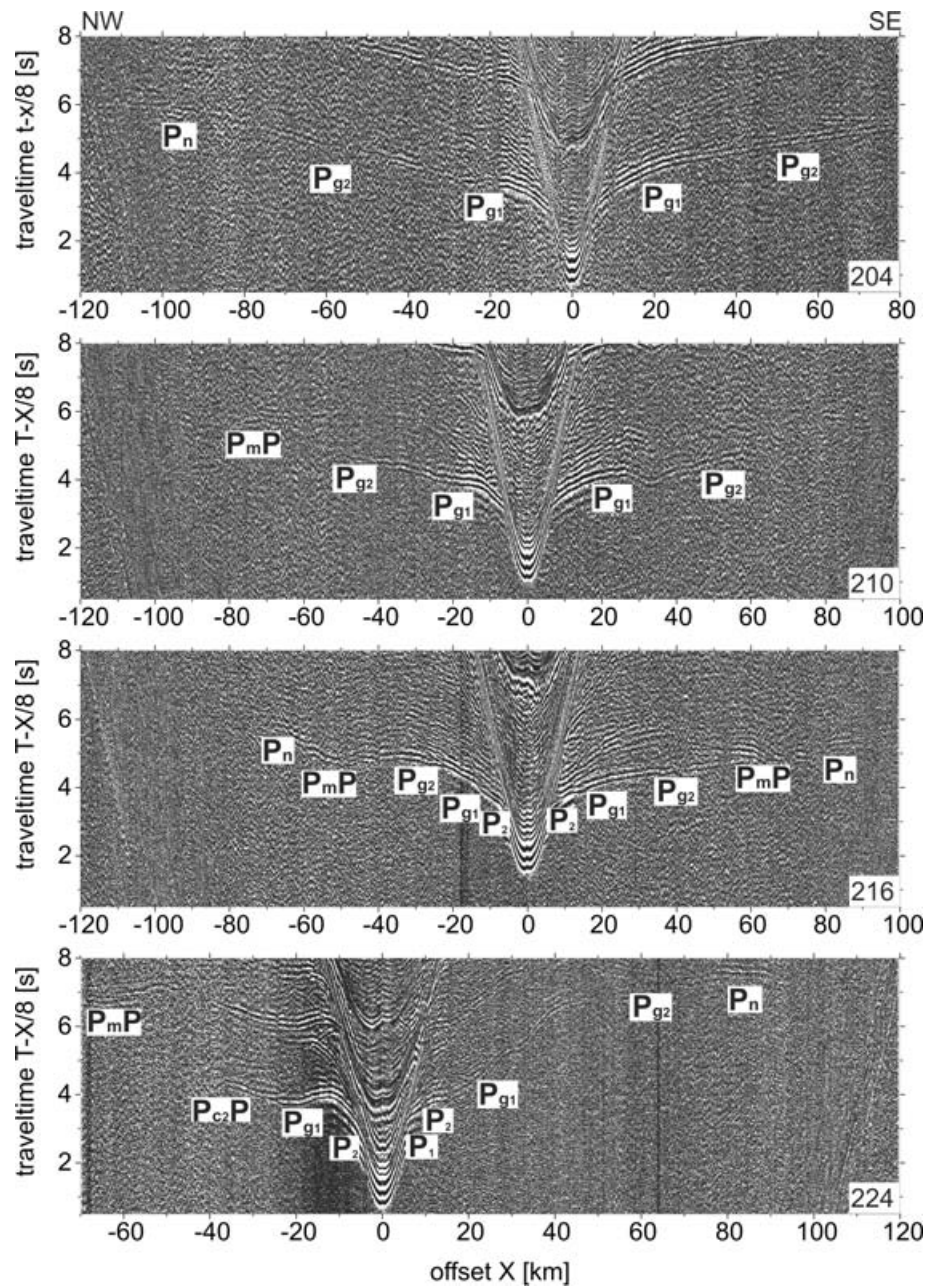 NW SE
traveltime t-x/8 [s]
8
6
4
2
Pn
Pg2
Pg1
Pg1
Pg2
204
-120 -100 -80 -60 -40 -20 0 20 40 60 80
traveltime T-X/8 [s]
8
6
4
2
PmP
Pg2
Pg1
Pg1
Pg2
210
-120 -100 -80 -60 -40 -20 0 20 40 60 80 100
traveltime T-X/8 [s]
8
6
4
2
Pn
PmP
Pg2
Pg1
P2
P2
Pg1
Pg2
PmP
Pn
216
-120 -100 -80 -60 -40 -20 0 20 40 60 80 100
traveltime T-X/8 [s]
8
6
4
2
PmP
Pc2P
Pg1
P2
P1
P2
Pg1
Pg2
Pn
224
-60 -40 -20 0 20 40 60 80 100 120
offset X [km]